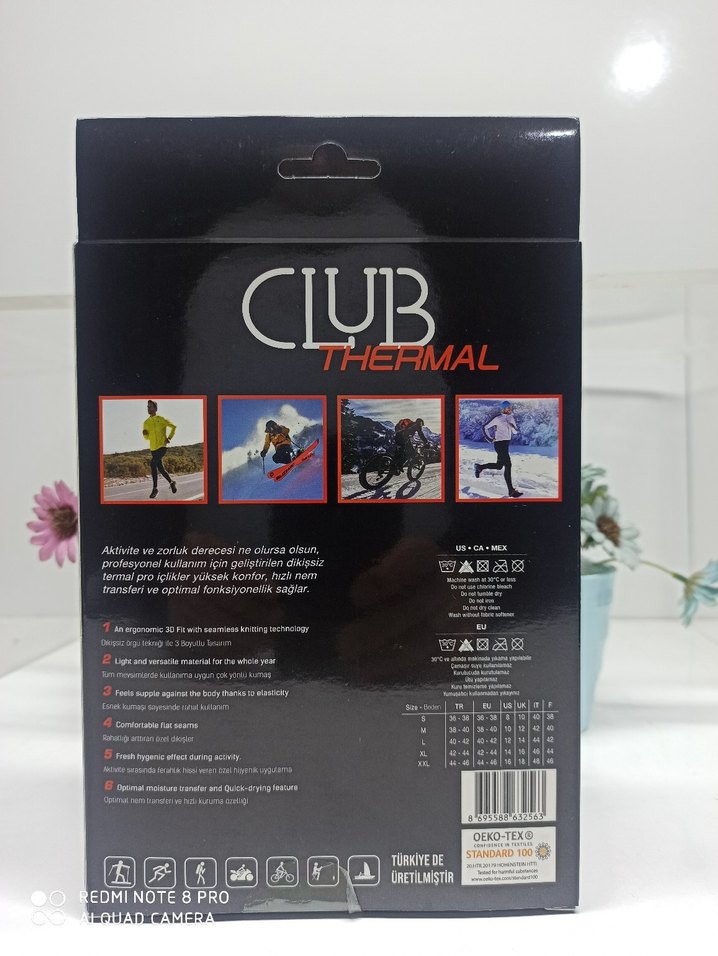 CLUB
THERMAL
Aktivite ve zorluk derecesi ne olursa olsun,
profesyonel kullanım için geliştirilen dikişsiz
termal pro içlikler yüksek konfor, hızlı nem
transferi ve optimal fonksiyonellik sağlar.
1 An ergonomic 3D Fit with seamless knitting technology
Dikişsiz örgü tekniği ile 3 Boyutlu Tasarım
2 Light and versatile material for the whole year
Tüm mevsimlerde kullanıma uygun çok yönlü kumaş
3 Feels supple against the body thanks to elasticity
Esnek kumaşı sayesinde rahat kullanım
4 Comfortable flat seams
Rahatlığı arttıran özel dikişler
5 Fresh hygenic effect during activity.
Aktivite sırasında ferahlık hissi veren özel hijyenik uygulama
6 Optimal moisture transfer and Quick-drying feature
Optimal nem transferi ve hızlı kuruma özelliği
US • CA • MEX
Machine wash at 30°C or less
Do not use chlorine bleach
Do not tumble dry
Do not iron
Do not dry clean
Wash without fabric softener
EU
30°C ve altında makinada yıkama yapılabilir
Çamaşır suyu kullanılamaz
Kurutucuda kurutulamaz
Ütü yapılamaz
Kuru temizleme yapılamaz
Yumuşatıcı kullanılmadan yıkayınız
Size - Beden TR EU US UK IT F
S 36 - 38 36 - 38 8 10 40 38
M 38 - 40 38 - 40 10 12 42 40
L 40 - 42 40 - 42 12 14 44 42
XL 42 - 44 42 - 44 14 16 46 44
XXL 44 - 46 44 - 46 16 18 48 46
8 695588 632563
OEKO-TEX®
CONFIDENCE IN TEXTILES
STANDARD 100
20.HTR.20179 HOHENSTEIN HTTI
Tested for harmful substances
www.oeko-tex.com/standard100
TÜRKİYE DE
ÜRETİLMİŞTİR
REDMI NOTE 8 PRO
AI QUAD CAMERA